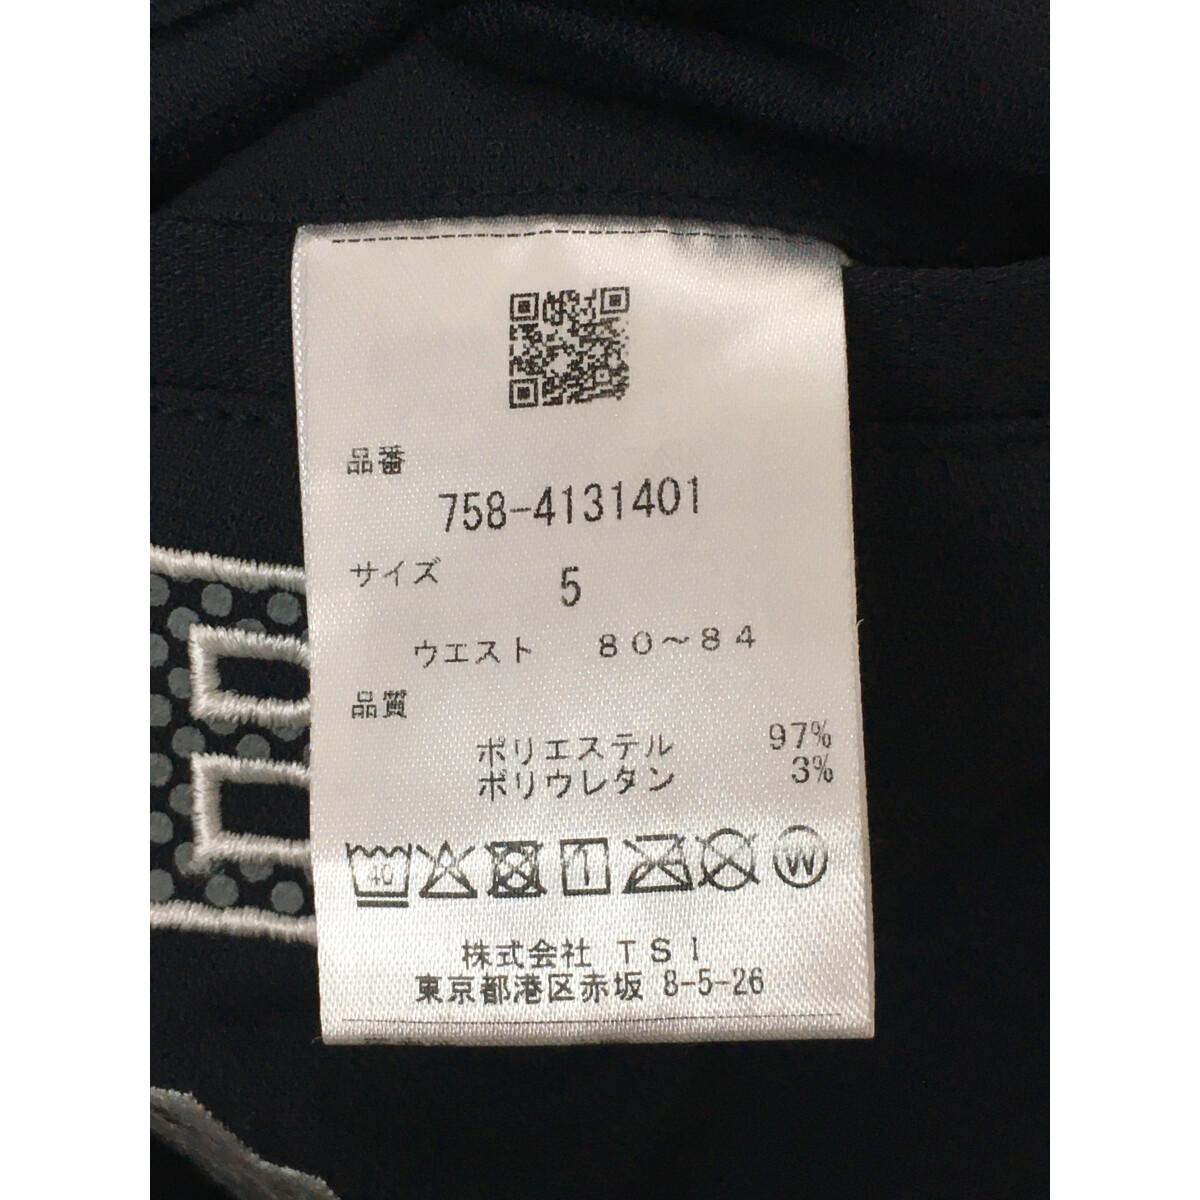 品番
758-4131401
サイズ 5
ウエスト 80～84
品質
ポリエステル 97%
ポリウレタン 3%
40 W
株式会社 TSI
東京都港区赤坂 8-5-26